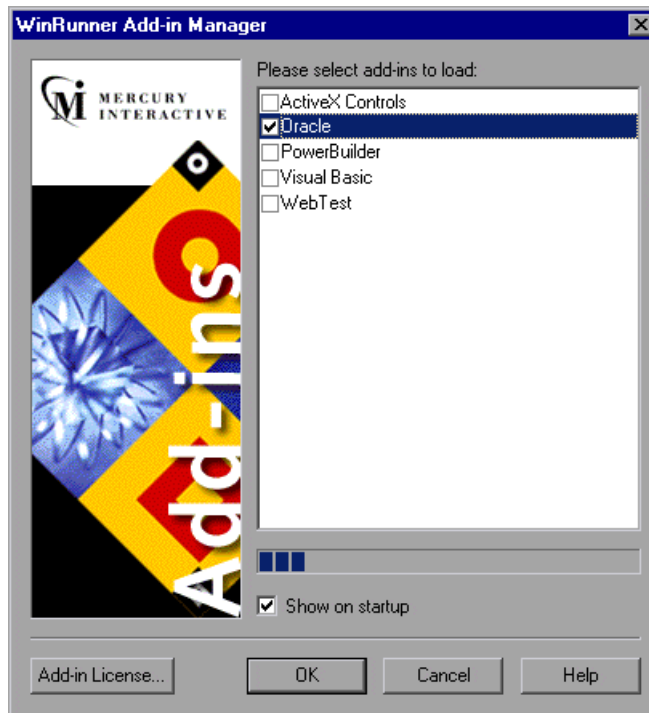 WinRunner Add-in Manager
MERCURY
INTERACTIVE
Add-ins
Please select add-ins to load:
ActiveX Controls
Oracle
PowerBuilder
Visual Basic
WebTest
Show on startup
Add-in License...
OK
Cancel
Help